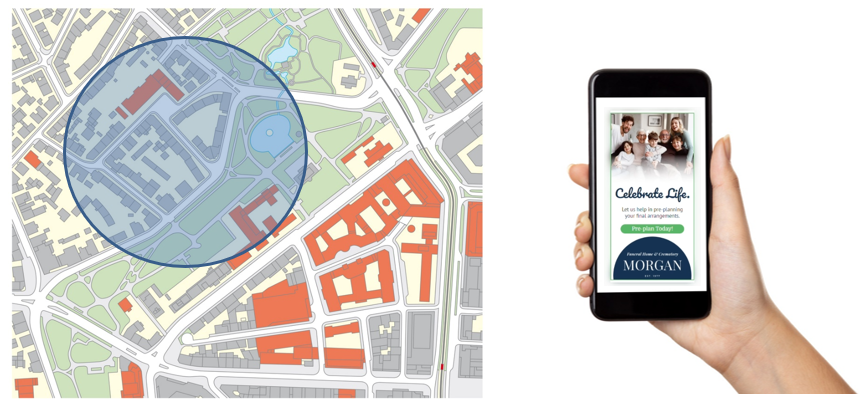 Celebrate Life.
Let us help in pre-planning
your final arrangements.
Pre-plan Today!
Funeral Home & Crematory
MORGAN